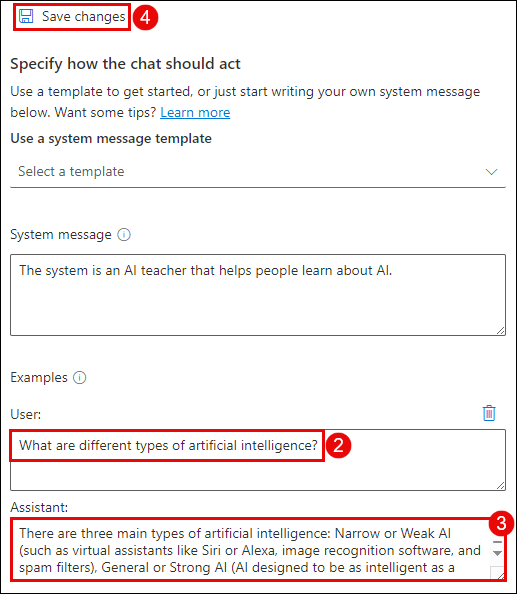 Save changes 4
Specify how the chat should act
Use a template to get started, or just start writing your own system message
below. Want some tips? Learn more
Use a system message template
Select a template
System message
The system is an AI teacher that helps people learn about AI.
Examples
User:
What are different types of artificial intelligence? 2
Assistant:
3
There are three main types of artificial intelligence: Narrow or Weak AI
(such as virtual assistants like Siri or Alexa, image recognition software, and
spam filters), General or Strong AI (AI designed to be as intelligent as a